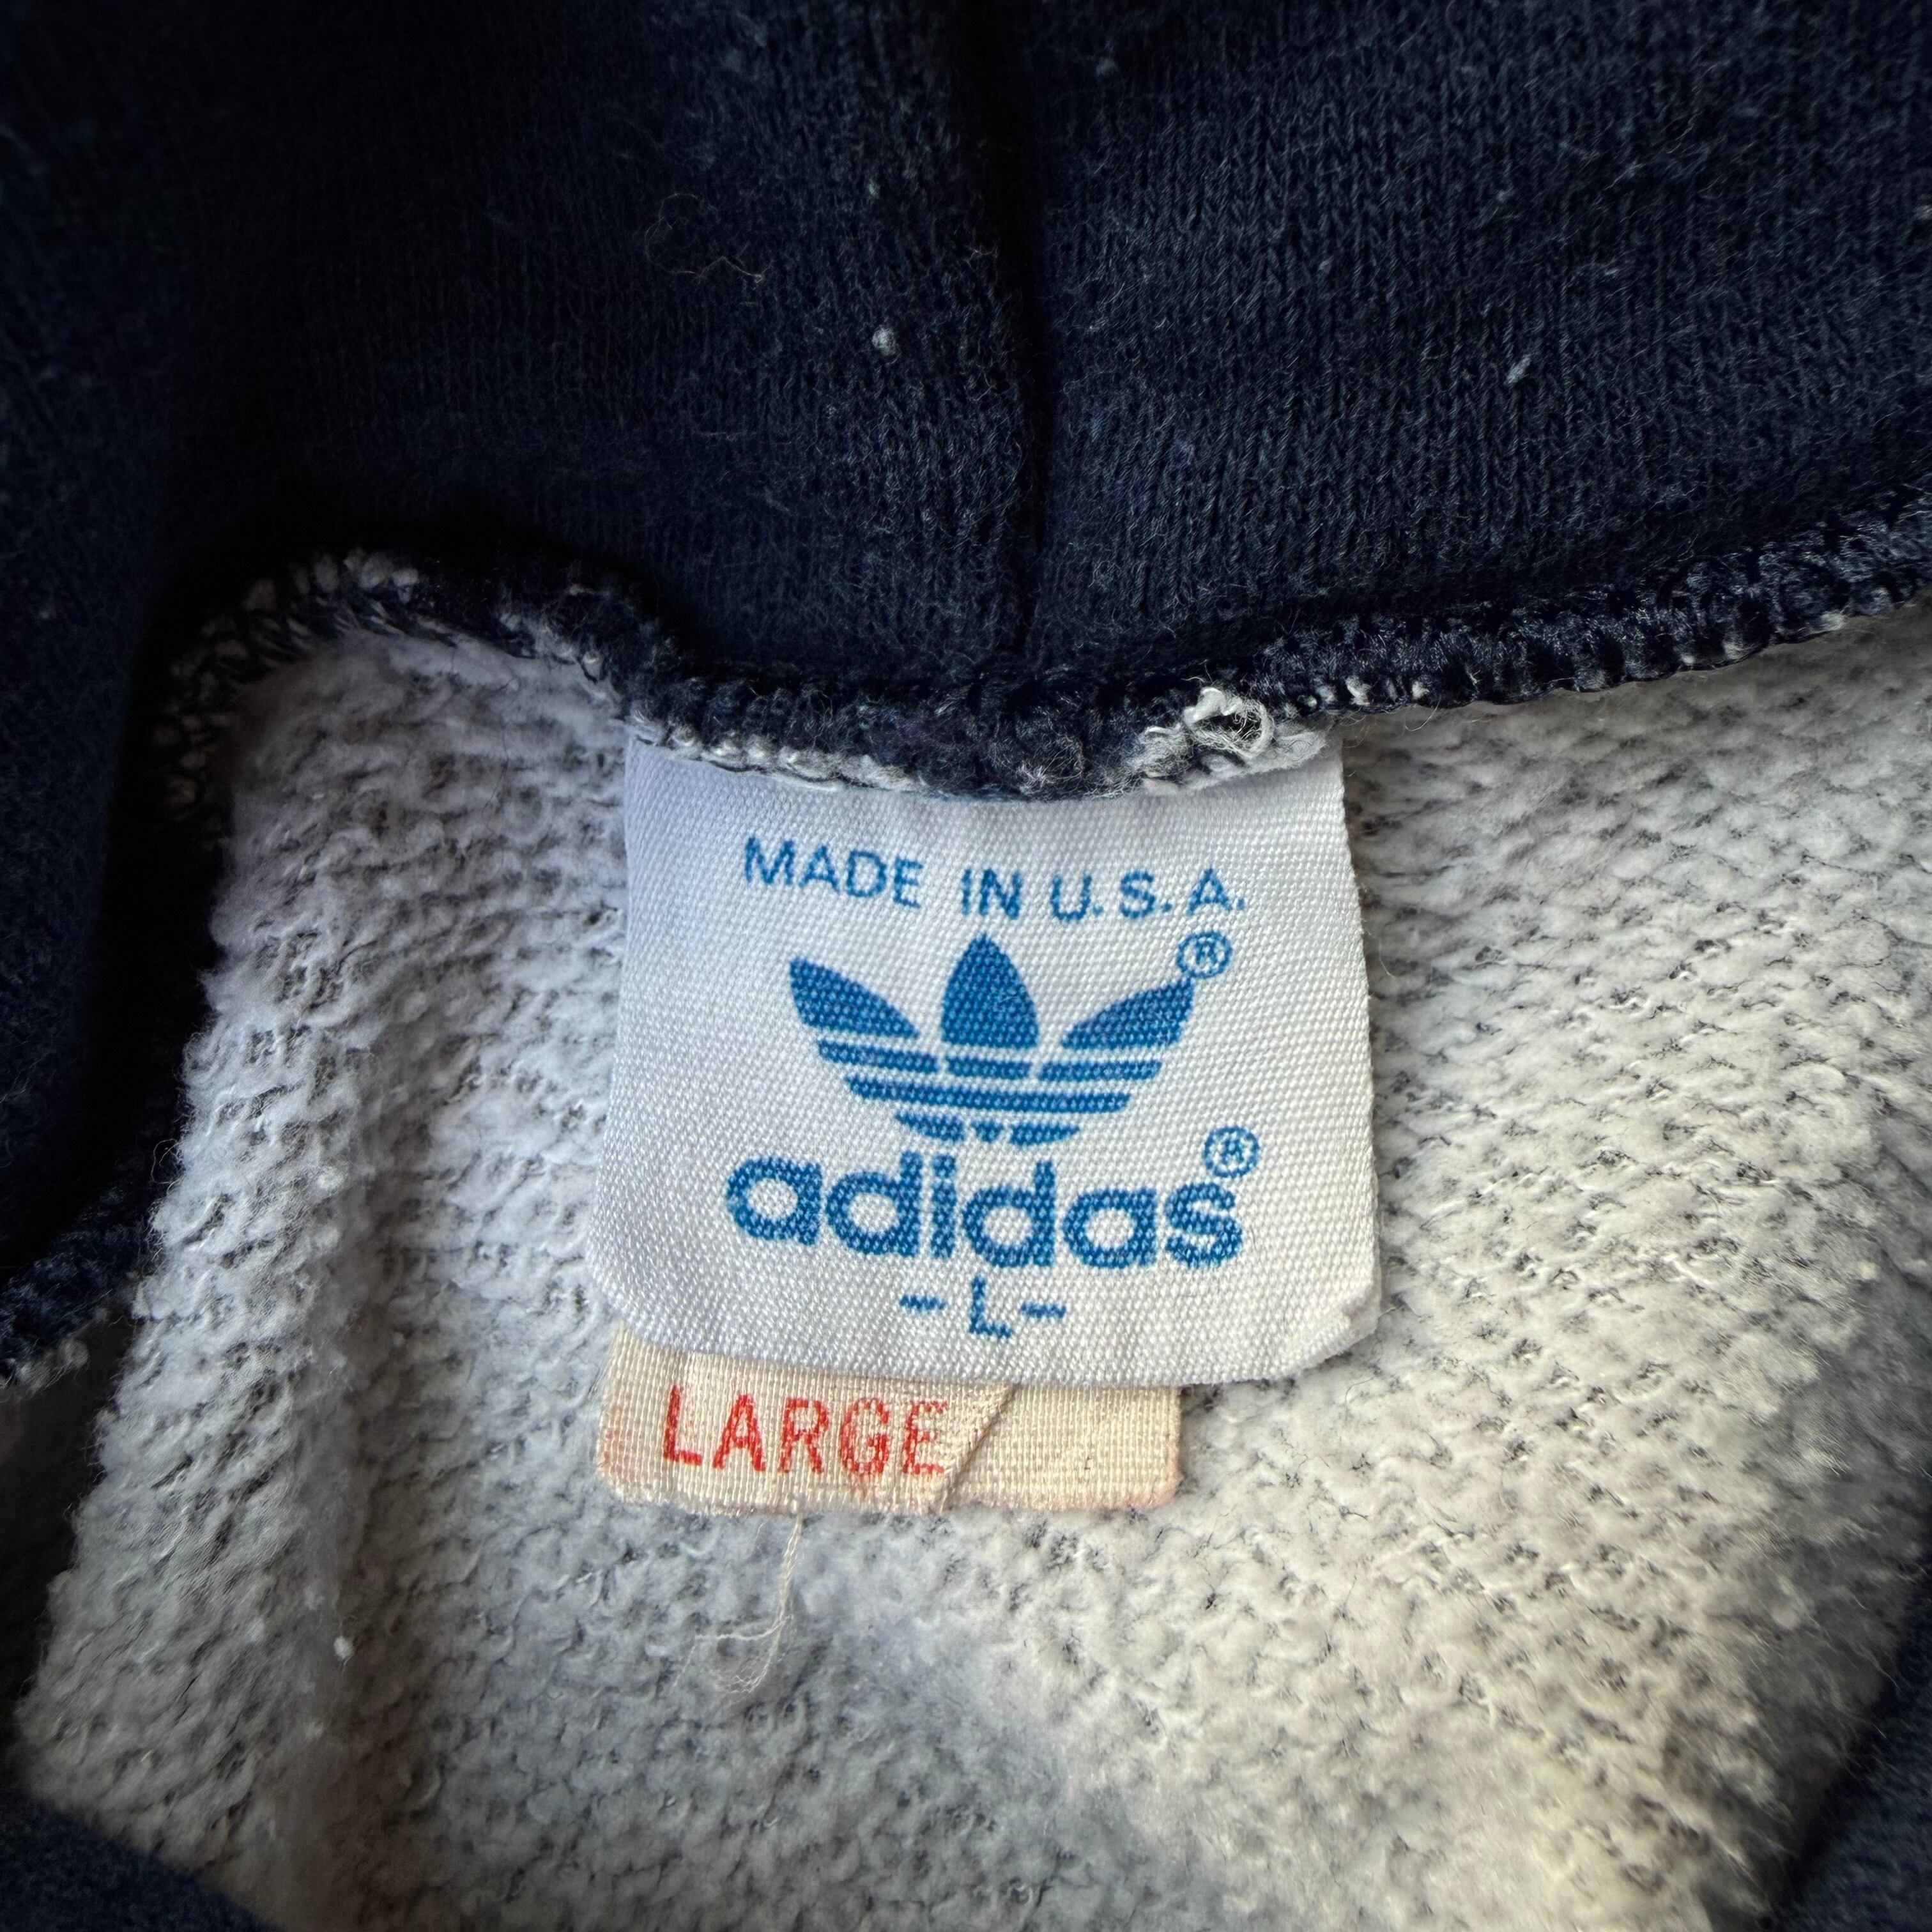 MADE IN U.S.A.
®
adidas®
-L-
LARGE